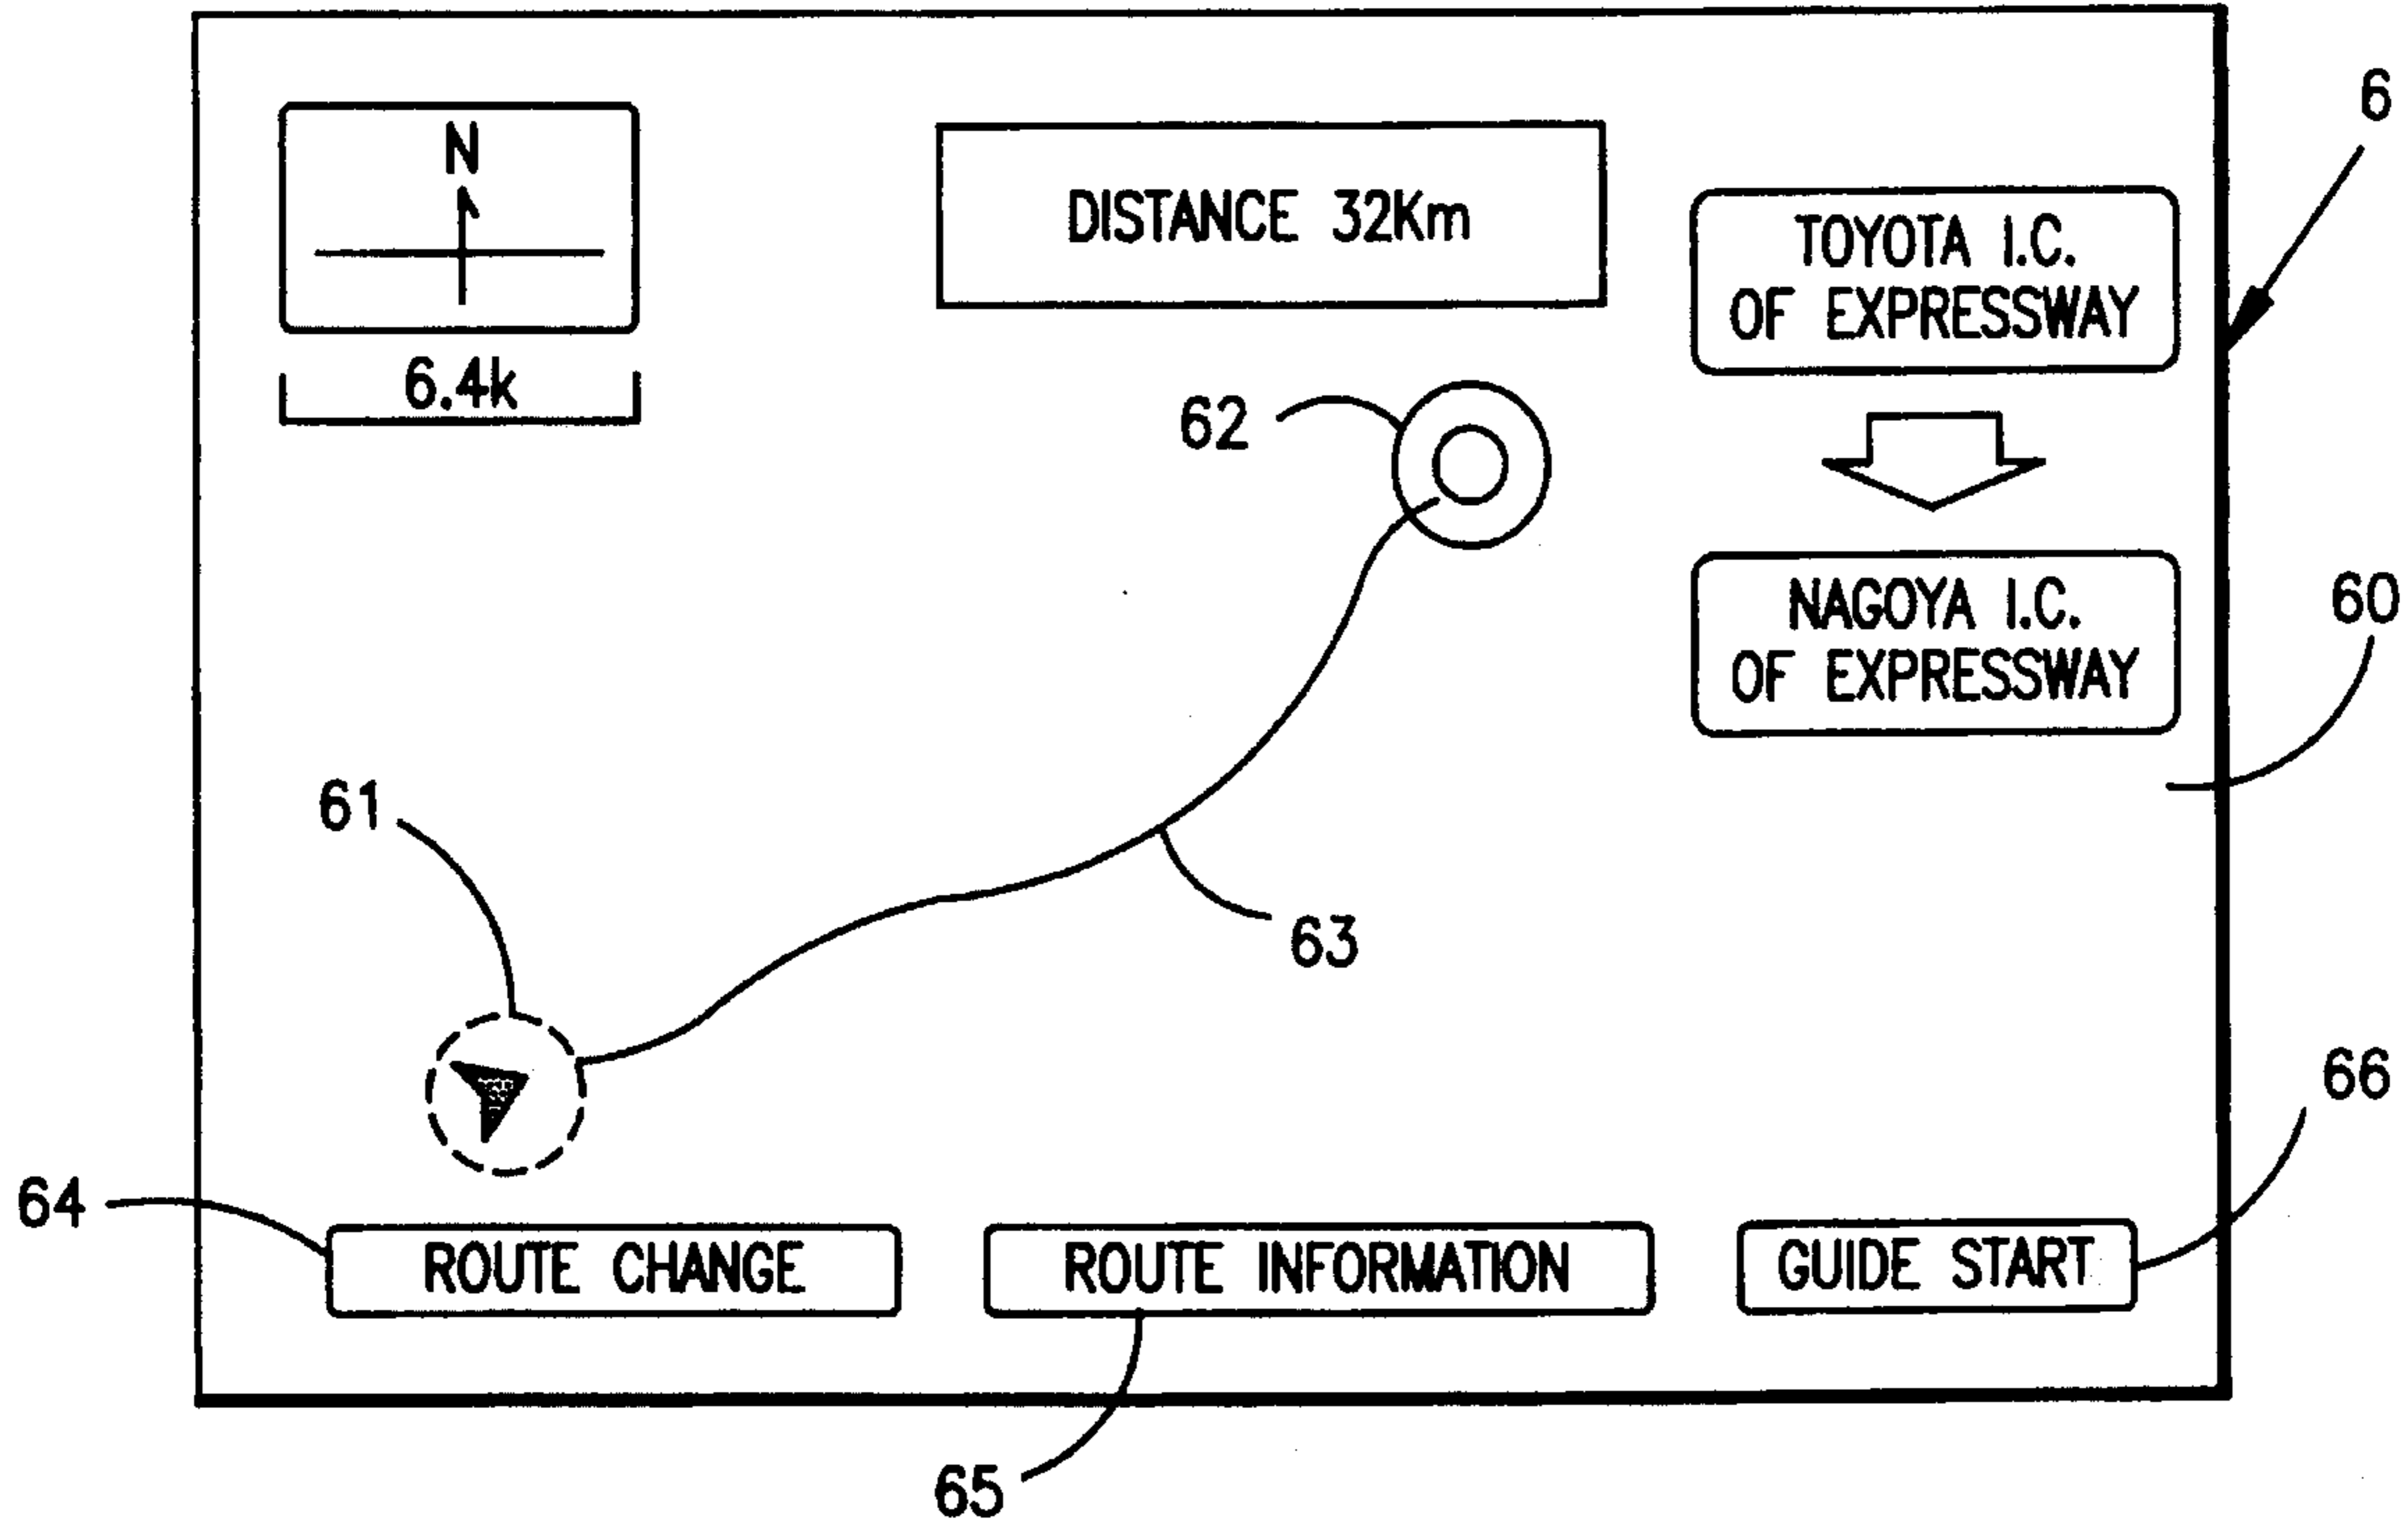 6
N
DISTANCE 32Km
TOYOTA I.C.
OF EXPRESSWAY
6.4k
62
NAGOYA I.C.
OF EXPRESSWAY
60
61
63
66
64
ROUTE CHANGE
ROUTE INFORMATION
GUIDE START
65